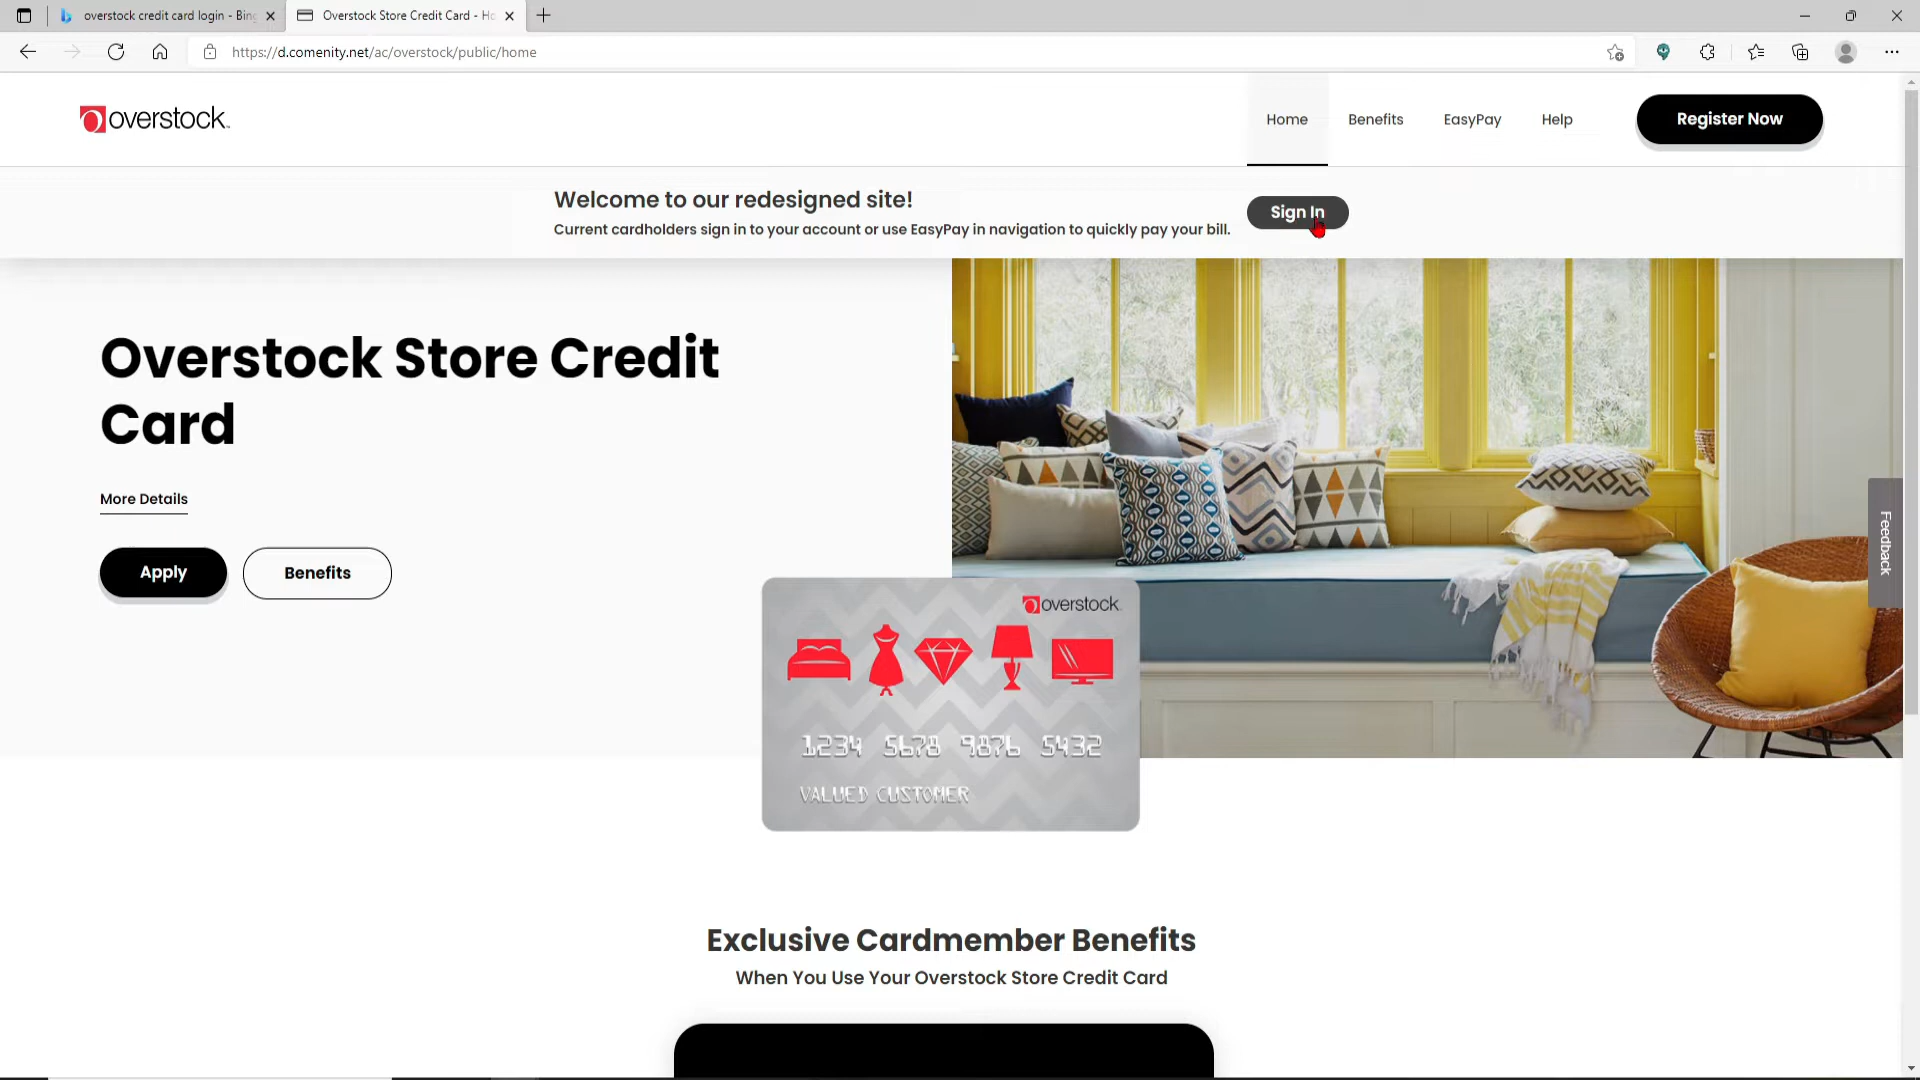 overstock credit card login - Bin
Overstock Store Credit Card - Ho
https://d.comenity.net/ac/overstock/public/home
overstock
Home
Benefits
EasyPay
Help
Register Now
Welcome to our redesigned site!
Current cardholders sign in to your account or use EasyPay in navigation to quickly pay your bill.
Sign In
Overstock Store Credit
Card
More Details
Apply
Benefits
Feedback
overstock
1234 5678 9876 5432
VALUED CUSTOMER
Exclusive Cardmember Benefits
When You Use Your Overstock Store Credit Card